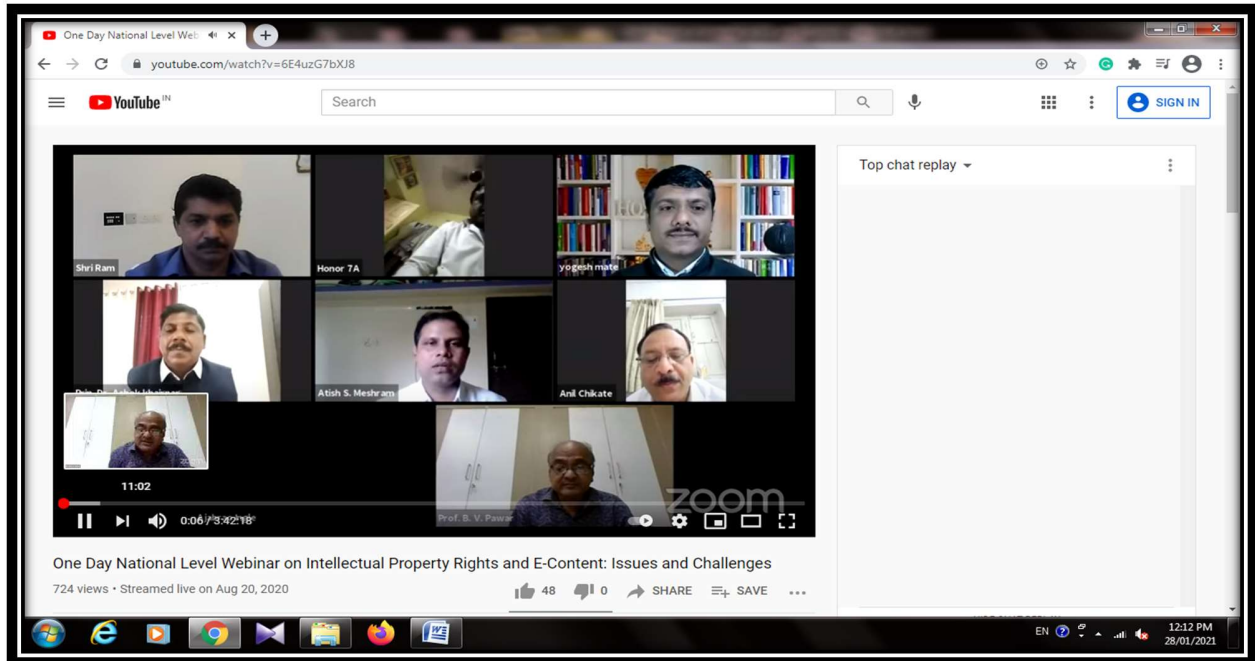 One Day National Level Web
youtube.com/watch?v=6E4uzG7bXJ8
YouTube IN
Search
SIGN IN
Top chat replay
Shri Ram
Honor 7A
yogesh mate
Atish S. Meshram
Anil Chikate
11:02
zoom
0:06 / 3:42:18
Prof. B. V. Pawar
One Day National Level Webinar on Intellectual Property Rights and E-Content: Issues and Challenges
724 views • Streamed live on Aug 20, 2020
48 0 SHARE SAVE
EN
12:12 PM
28/01/2021